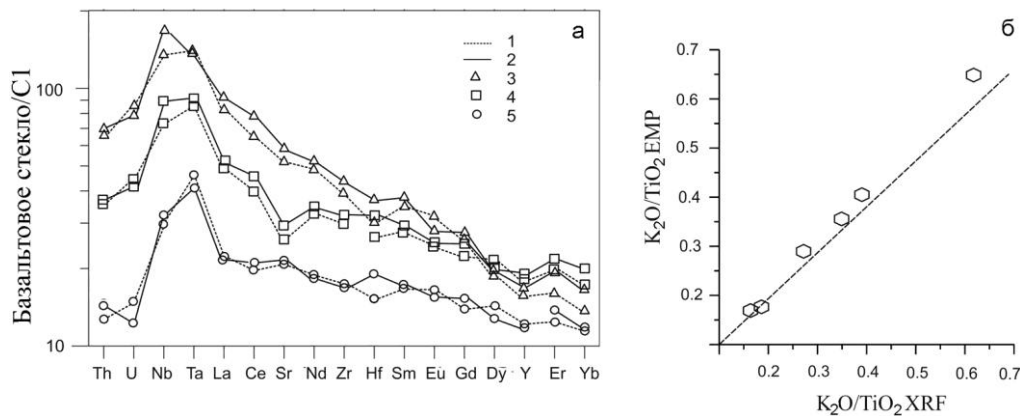 а
Базальтовое стекло/C1
100
10
1
2
3
4
5
Th U Nb Ta La Ce Sr Nd Zr Hf Sm Eu Gd Dy Y Er Yb
б
K₂O/TiO₂ EMP
0.7
0.6
0.5
0.4
0.3
0.2
0.2 0.3 0.4 0.5 0.6 0.7
K₂O/TiO₂ XRF